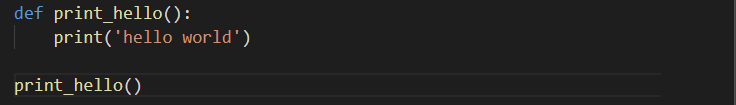 def print_hello():
    print('hello world')

print_hello()